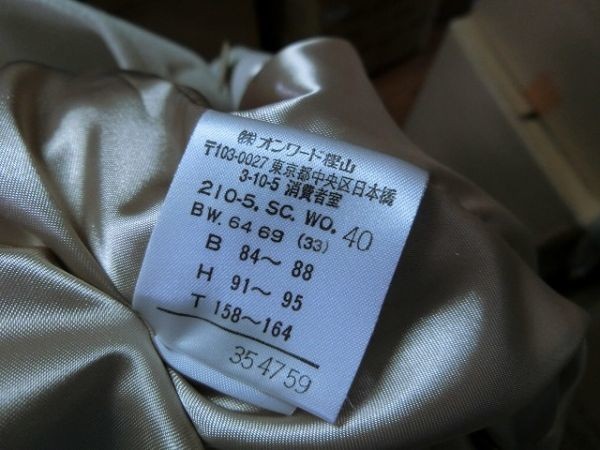 ㈱オンワード樫山
〒103-0027 東京都中央区日本橋
3-10-5 消費者室
210-5. SC. WO. 40
BW. 64 69 (33)
B 84～ 88
H 91～ 95
T 158～164
354759